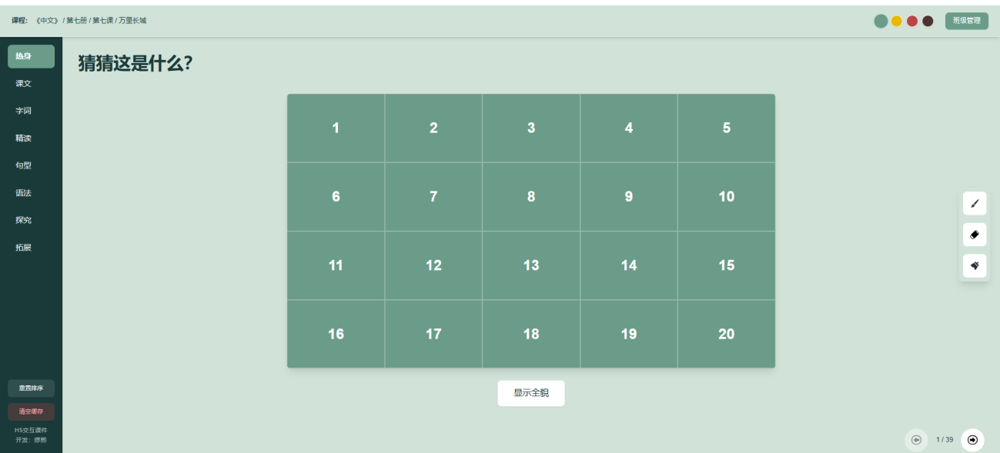 课程: 《中文》 / 第七册 / 第七课 / 万里长城
班级管理
热身
课文
字词
精读
句型
语法
探究
拓展
重置排序
清空缓存
H5交互课件
开发: 缪熙
猜猜这是什么?
1 2 3 4 5
6 7 8 9 10
11 12 13 14 15
16 17 18 19 20
显示全貌
1 / 39